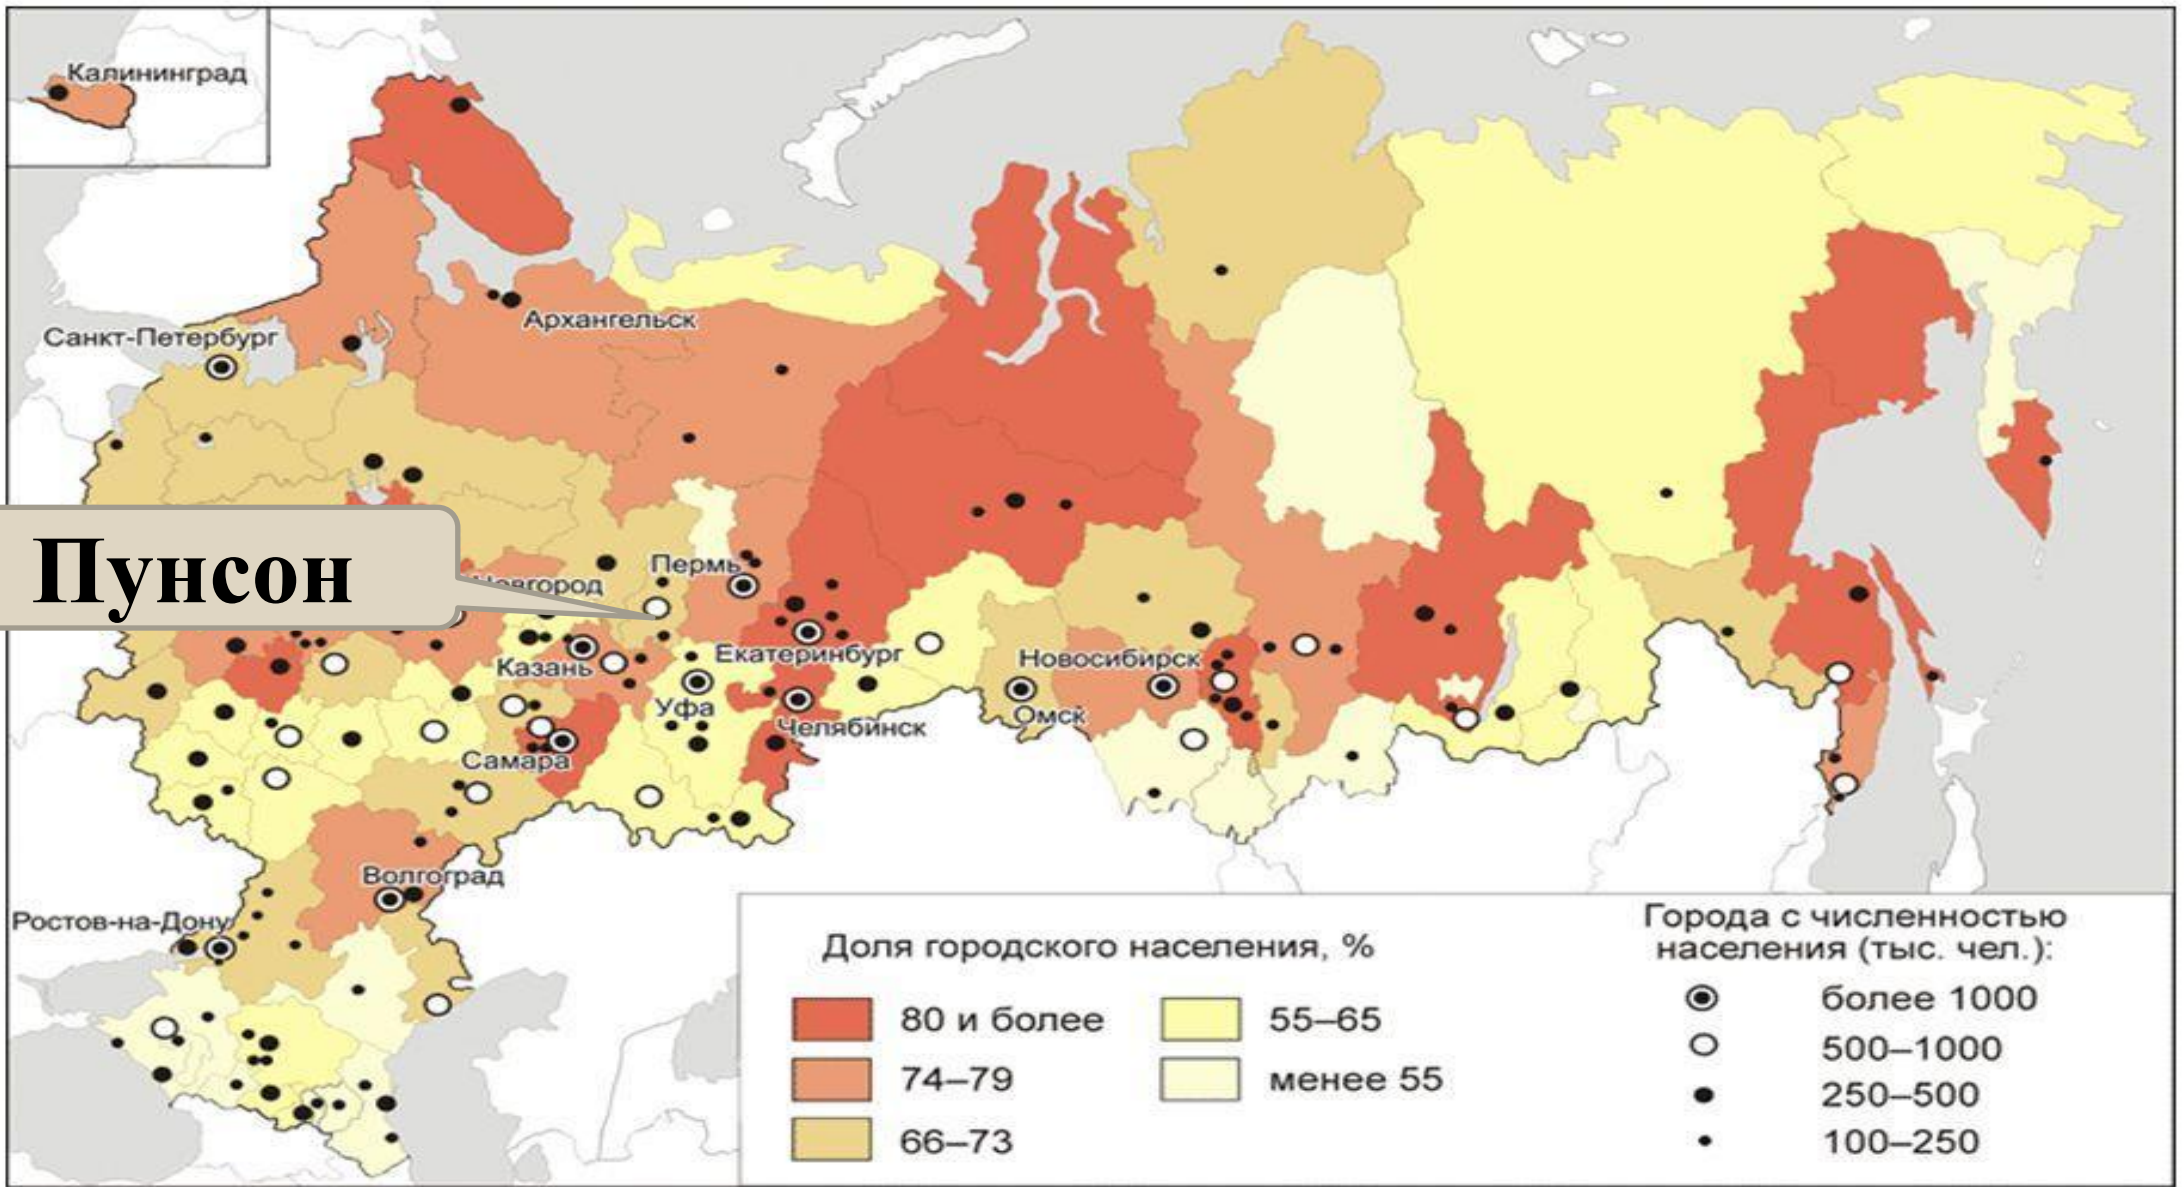 Калининград
Санкт-Петербург
Архангельск
Пунсон
Новгород
Пермь
Казань
Екатеринбург
Уфа
Челябинск
Самара
Новосибирск
Омск
Волгоград
Ростов-на-Дону
Доля городского населения, %
80 и более
74–79
66–73
55–65
менее 55
Города с численностью
населения (тыс. чел.):
более 1000
500–1000
250–500
100–250